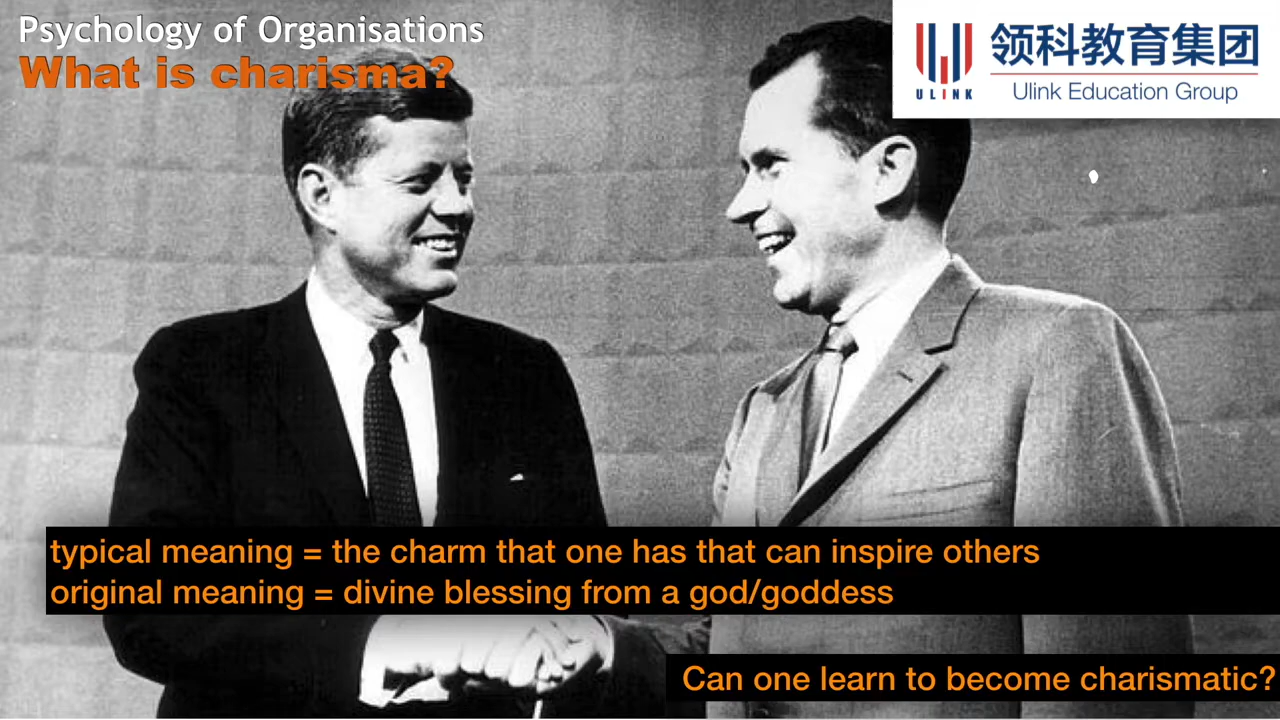 Psychology of Organisations
What is charisma?
ULINK
领科教育集团
Ulink Education Group
typical meaning = the charm that one has that can inspire others
original meaning = divine blessing from a god/goddess
Can one learn to become charismatic?